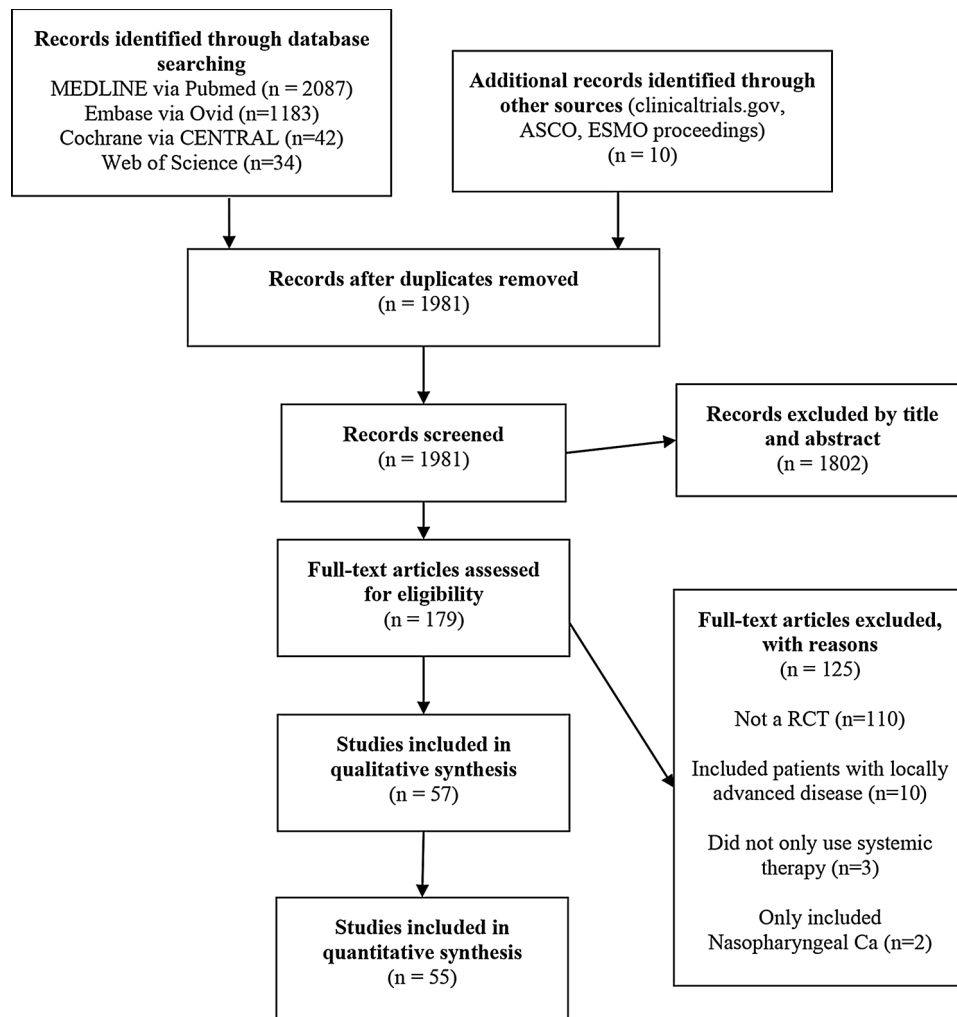 Records identified through database
searching
MEDLINE via Pubmed (n = 2087)
Embase via Ovid (n=1183)
Cochrane via CENTRAL (n=42)
Web of Science (n=34)
Additional records identified through
other sources (clinicaltrials.gov,
ASCO, ESMO proceedings)
(n = 10)
Records after duplicates removed
(n = 1981)
Records screened
(n = 1981)
Records excluded by title
and abstract
(n = 1802)
Full-text articles assessed
for eligibility
(n = 179)
Full-text articles excluded,
with reasons
(n = 125)
Not a RCT (n=110)
Included patients with locally
advanced disease (n=10)
Did not only use systemic
therapy (n=3)
Only included
Nasopharyngeal Ca (n=2)
Studies included in
qualitative synthesis
(n = 57)
Studies included in
quantitative synthesis
(n = 55)